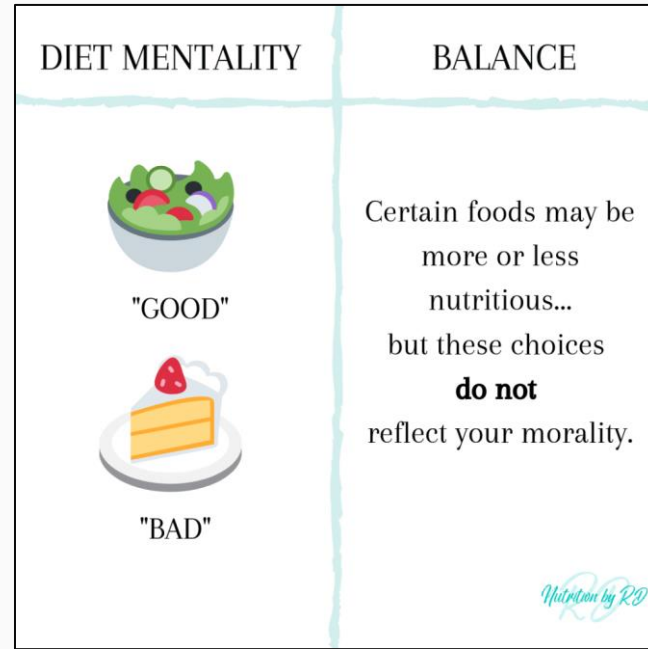 DIET MENTALITY
BALANCE
"GOOD"
"BAD"
Certain foods may be
more or less
nutritious...
but these choices
do not
reflect your morality.
Nutrition by RD
RD